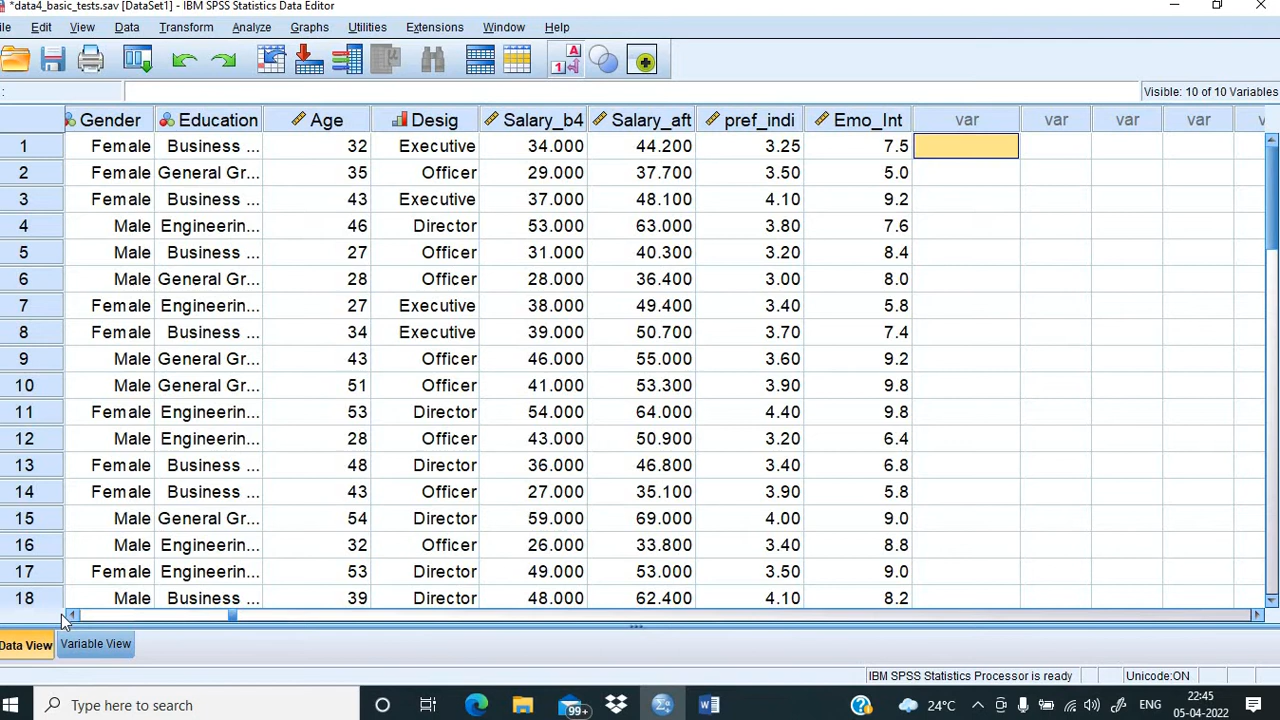 *data4_basic_tests.sav [DataSet1] - IBM SPSS Statistics Data Editor
ile Edit View Data Transform Analyze Graphs Utilities Extensions Window Help
: Visible: 10 of 10 Variables
Gender Education Age Desig Salary_b4 Salary_aft pref_indi Emo_Int var var var var v
1 Female Business ... 32 Executive 34.000 44.200 3.25 7.5
2 Female General Gr... 35 Officer 29.000 37.700 3.50 5.0
3 Female Business ... 43 Executive 37.000 48.100 4.10 9.2
4 Male Engineerin... 46 Director 53.000 63.000 3.80 7.6
5 Male Business ... 27 Officer 31.000 40.300 3.20 8.4
6 Male General Gr... 28 Officer 28.000 36.400 3.00 8.0
7 Female Engineerin... 27 Executive 38.000 49.400 3.40 5.8
8 Female Business ... 34 Executive 39.000 50.700 3.70 7.4
9 Male General Gr... 43 Officer 46.000 55.000 3.60 9.2
10 Male General Gr... 51 Officer 41.000 53.300 3.90 9.8
11 Female Engineerin... 53 Director 54.000 64.000 4.40 9.8
12 Male Engineerin... 28 Officer 43.000 50.900 3.20 6.4
13 Female Business ... 48 Director 36.000 46.800 3.40 6.8
14 Female Business ... 43 Officer 27.000 35.100 3.90 5.8
15 Male General Gr... 54 Director 59.000 69.000 4.00 9.0
16 Male Engineerin... 32 Officer 26.000 33.800 3.40 8.8
17 Female Engineerin... 53 Director 49.000 53.000 3.50 9.0
18 Male Business ... 39 Director 48.000 62.400 4.10 8.2
Data View Variable View
IBM SPSS Statistics Processor is ready Unicode:ON
Type here to search 99+ 24°C ENG 22:45
05-04-2022